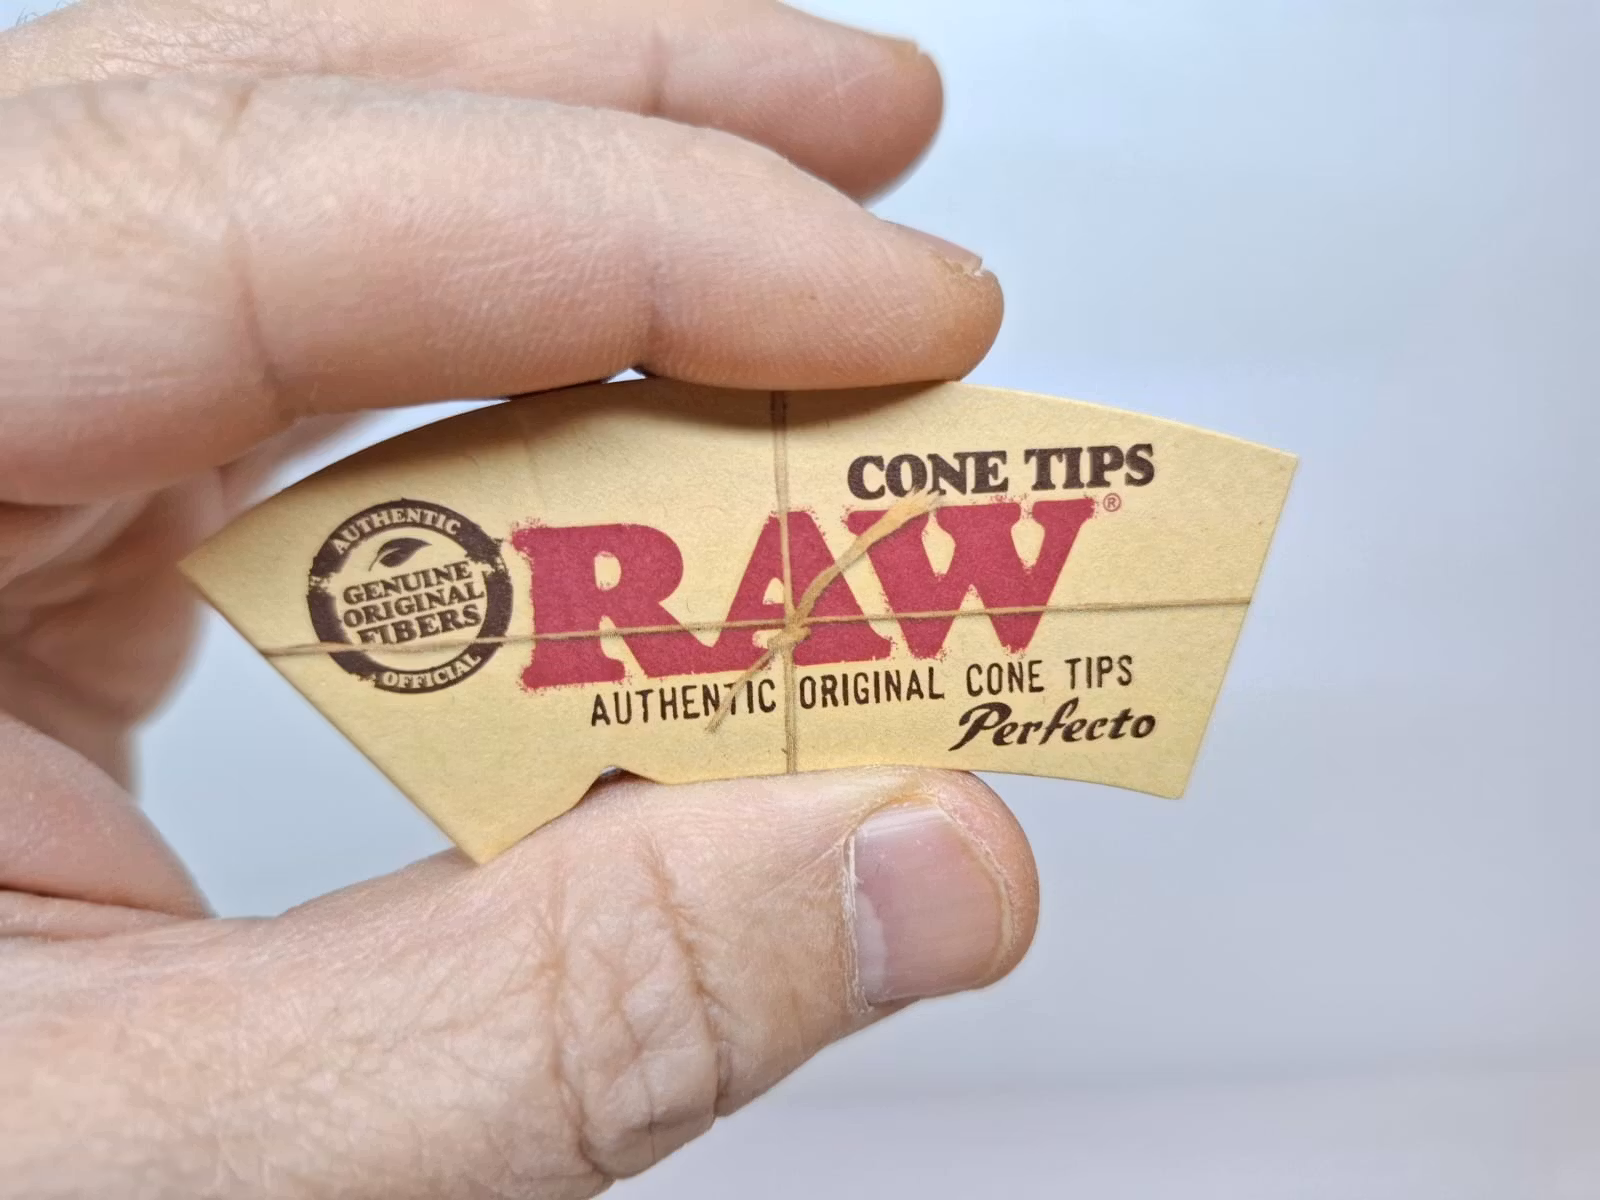 CONE TIPS
RAW®
AUTHENTIC ORIGINAL CONE TIPS
Perfecto
AUTHENTIC
GENUINE
ORIGINAL
FIBERS
OFFICIAL